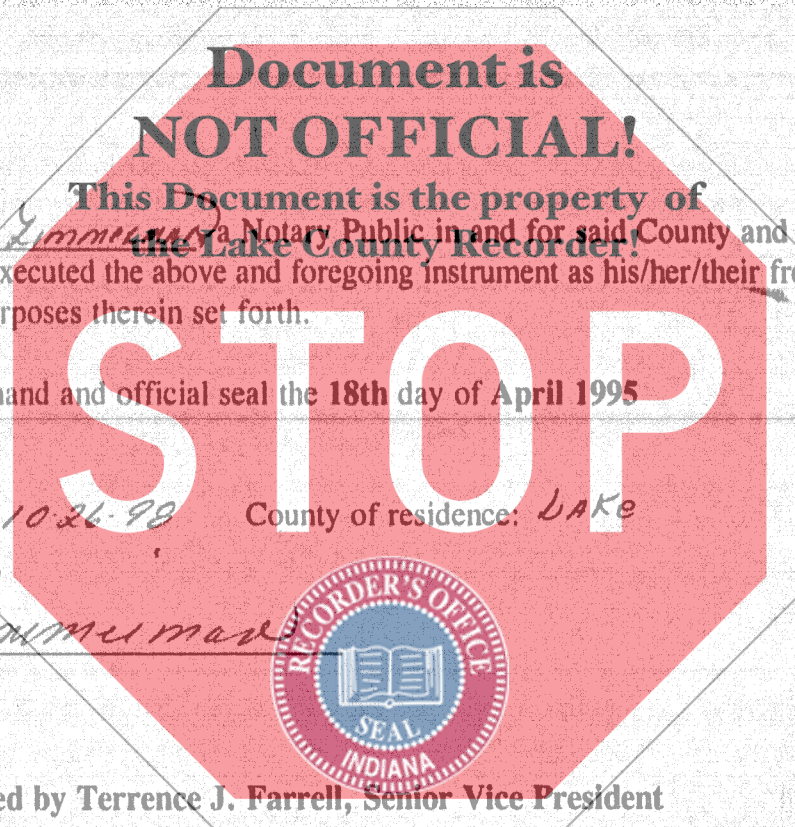 Document is
NOT OFFICIAL!
This Document is the property of
the Lake County Recorder!
Zimmerman a Notary Public in and for said County and
xecuted the above and foregoing instrument as his/her/their fre
rposes therein set forth.
STOP
hand and official seal the 18th day of April 1995
10-26-98 County of residence: LAKE
mmerman
RECORDER'S OFFICE
SEAL
INDIANA
ed by Terrence J. Farrell, Senior Vice President